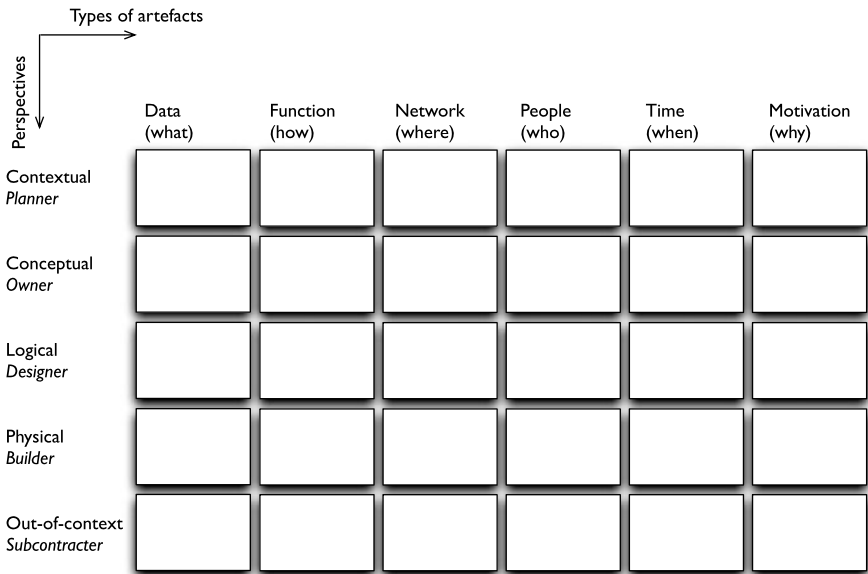 Types of artefacts
Perspectives
Data
(what)
Function
(how)
Network
(where)
People
(who)
Time
(when)
Motivation
(why)
Contextual
Planner
Conceptual
Owner
Logical
Designer
Physical
Builder
Out-of-context
Subcontracter